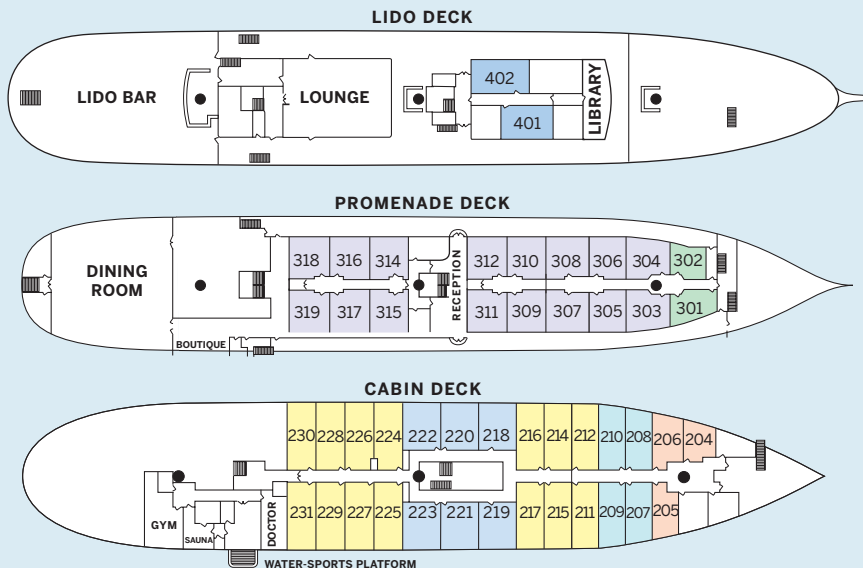 LIDO DECK
402
LIDO BAR
LOUNGE
LIBRARY
401
PROMENADE DECK
318 316 314 312 310 308 306 304 302
DINING
ROOM
RECEPTION
319 317 315 311 309 307 305 303 301
BOUTIQUE
CABIN DECK
230 228 226 224 222 220 218 216 214 212 210 208 206 204
231 229 227 225 223 221 219 217 215 211 209 207 205
GYM
SAUNA
DOCTOR
WATER-SPORTS PLATFORM